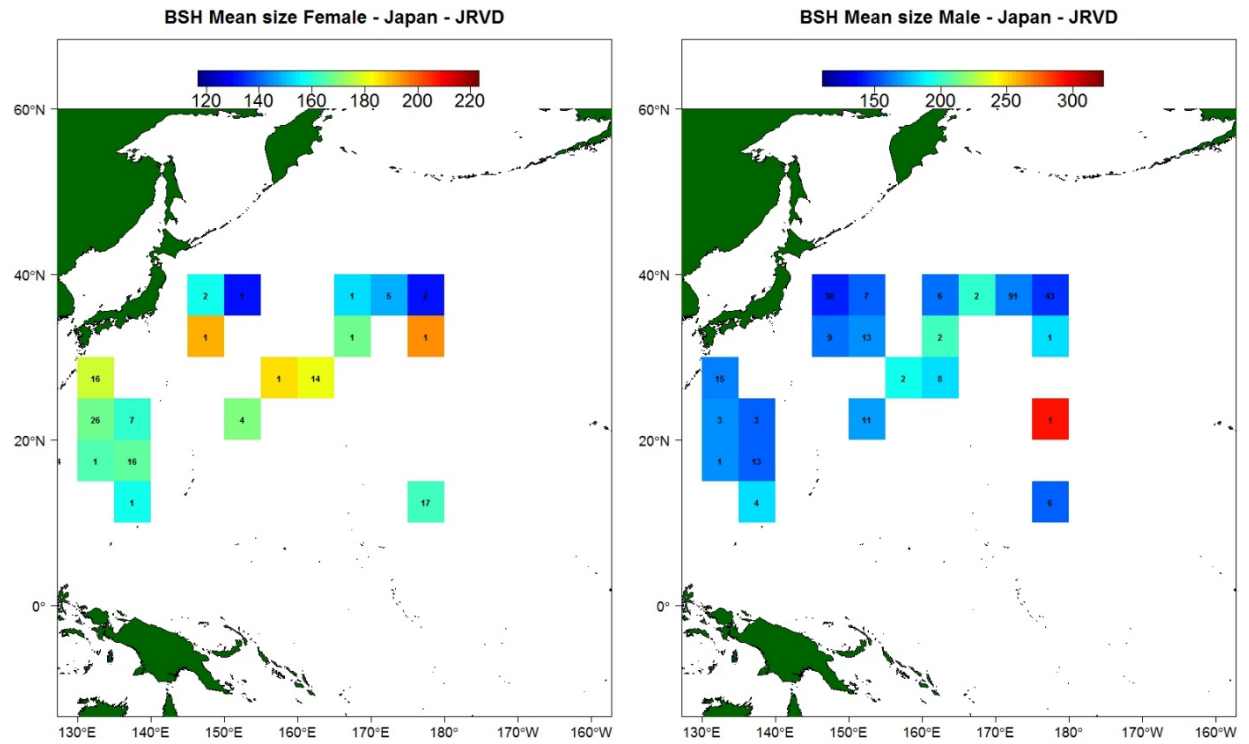 BSH Mean size Female - Japan - JRVD
120 140 160 180 200 220
60°N
40°N
20°N
0°
2 1 1 5 2
1 1 1
16 1 14
26 7 4
1 16
1 17
130°E 140°E 150°E 160°E 170°E 180° 170°W 160°W
BSH Mean size Male - Japan - JRVD
150 200 250 300
60°N
40°N
20°N
0°
7 6 2 91 43
9 13 2 1
15 2 8
3 3 11 1
1 13
4 6
130°E 140°E 150°E 160°E 170°E 180° 170°W 160°W